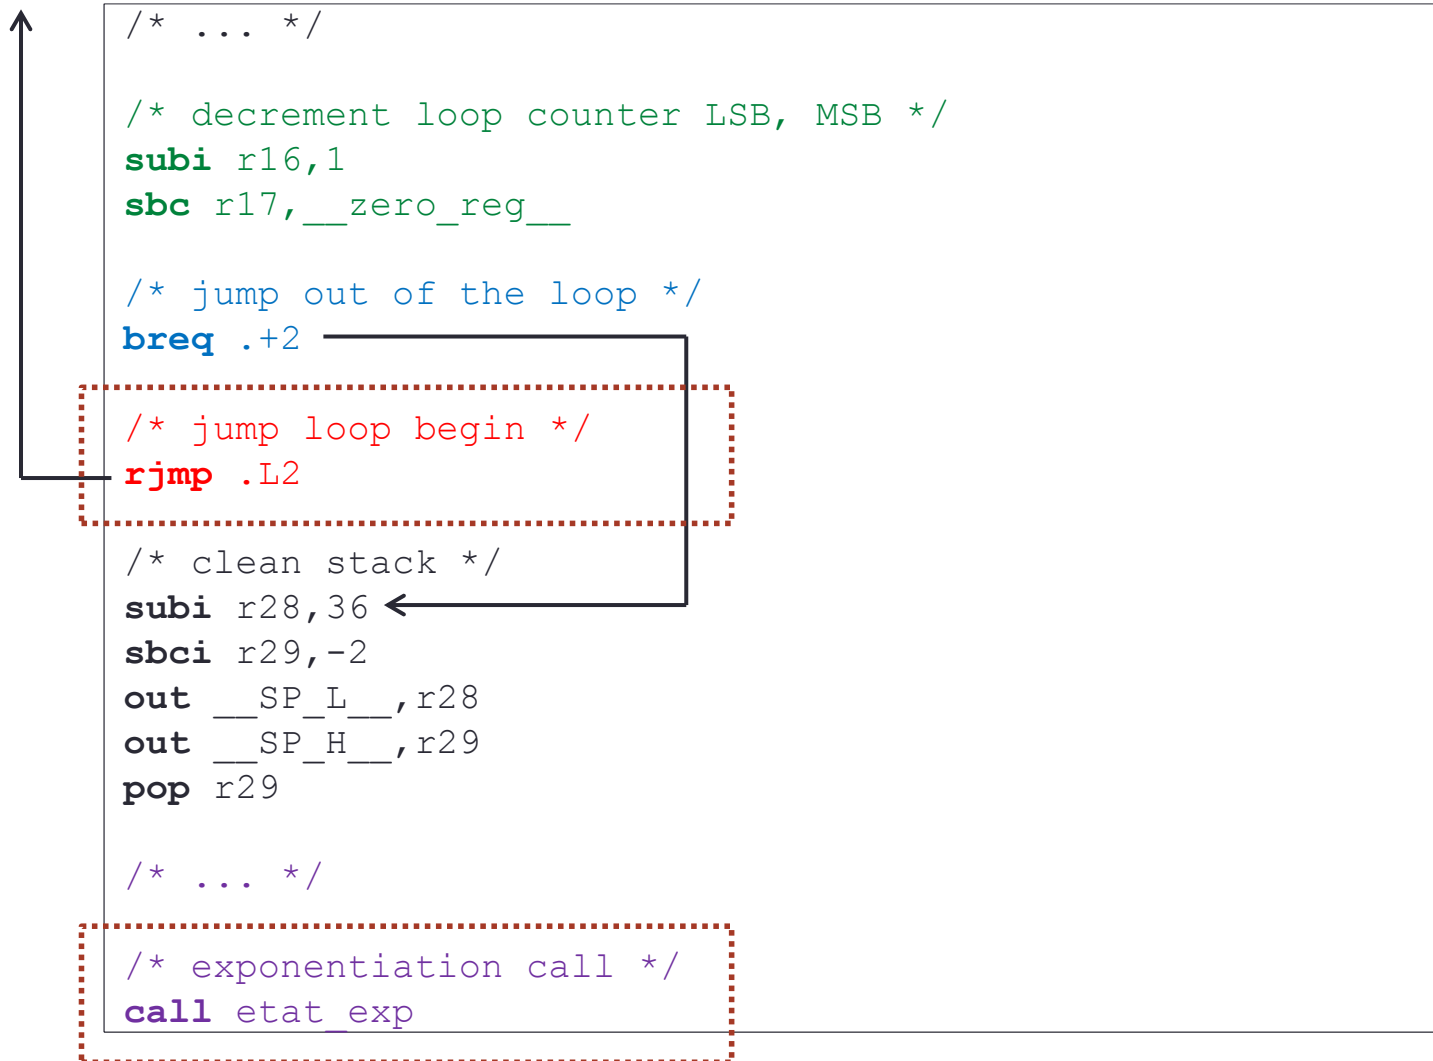 /* ... */
/* decrement loop counter LSB, MSB */
subi r16,1
sbc r17,__zero_reg__
/* jump out of the loop */
breq .+2
/* jump loop begin */
rjmp .L2
/* clean stack */
subi r28,36
sbci r29,-2
out __SP_L__,r28
out __SP_H__,r29
pop r29
/* ... */
/* exponentiation call */
call etat_exp